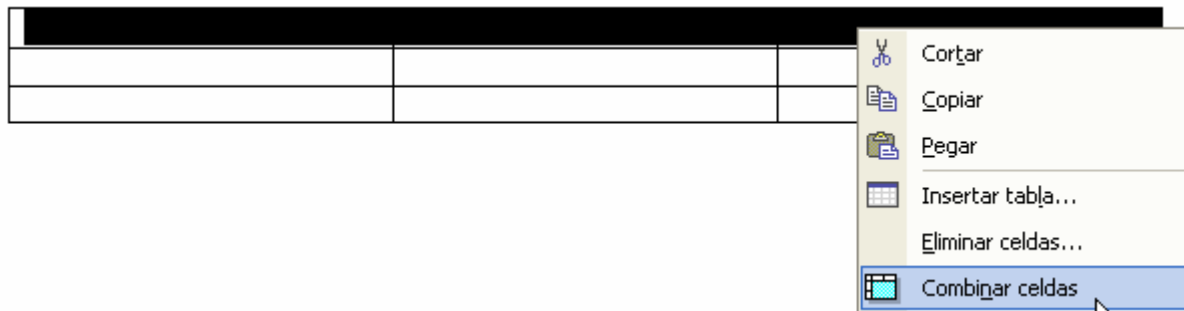 Cortar
Copiar
Pegar
Insertar tabla...
Eliminar celdas...
Combinar celdas